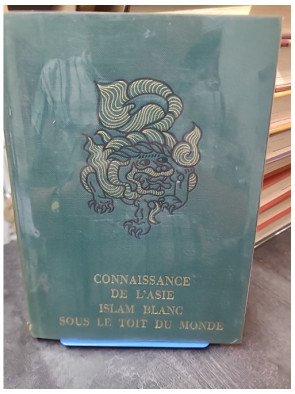 CONNAISSANCE
DE L'ASIE
ISLAM BLANC
SOUS LE TOIT DU MONDE